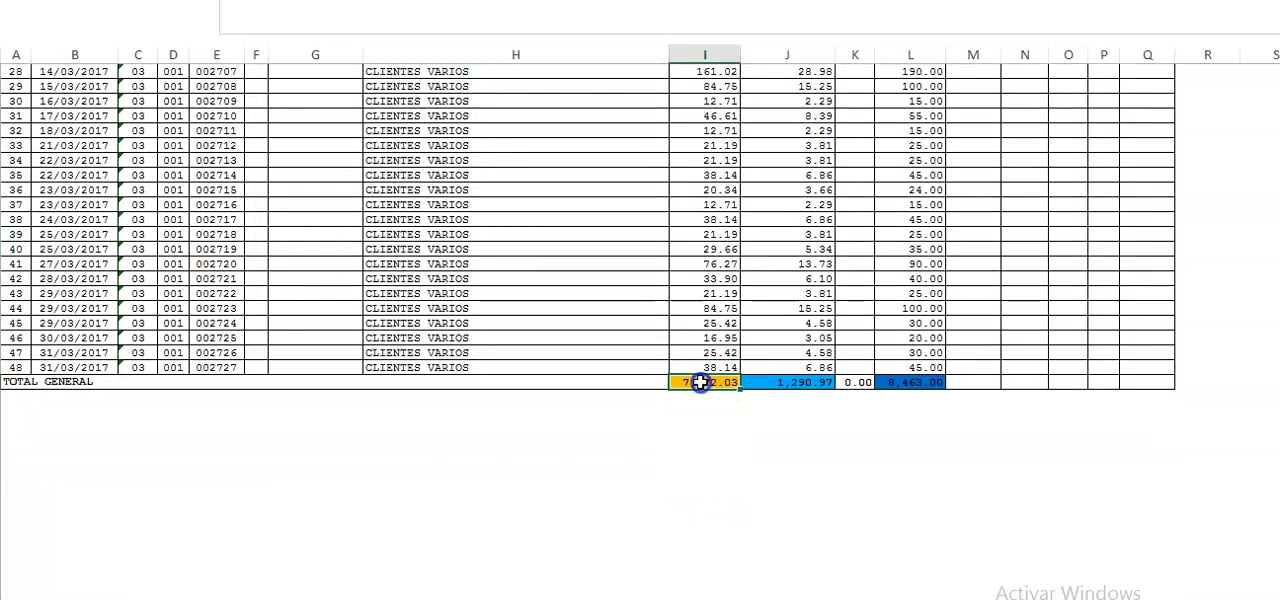 A B C D E F G H I J K L M N O P Q R S
28 14/03/2017 03 001 002707 CLIENTES VARIOS 161.02 28.98 190.00
29 15/03/2017 03 001 002708 CLIENTES VARIOS 84.75 15.25 100.00
30 16/03/2017 03 001 002709 CLIENTES VARIOS 12.71 2.29 15.00
31 17/03/2017 03 001 002710 CLIENTES VARIOS 46.61 8.39 55.00
32 18/03/2017 03 001 002711 CLIENTES VARIOS 12.71 2.29 15.00
33 21/03/2017 03 001 002712 CLIENTES VARIOS 21.19 3.81 25.00
34 22/03/2017 03 001 002713 CLIENTES VARIOS 21.19 3.81 25.00
35 22/03/2017 03 001 002714 CLIENTES VARIOS 38.14 6.86 45.00
36 23/03/2017 03 001 002715 CLIENTES VARIOS 20.34 3.66 24.00
37 23/03/2017 03 001 002716 CLIENTES VARIOS 12.71 2.29 15.00
38 24/03/2017 03 001 002717 CLIENTES VARIOS 38.14 6.86 45.00
39 25/03/2017 03 001 002718 CLIENTES VARIOS 21.19 3.81 25.00
40 25/03/2017 03 001 002719 CLIENTES VARIOS 29.66 5.34 35.00
41 27/03/2017 03 001 002720 CLIENTES VARIOS 76.27 13.73 90.00
42 28/03/2017 03 001 002721 CLIENTES VARIOS 33.90 6.10 40.00
43 29/03/2017 03 001 002722 CLIENTES VARIOS 21.19 3.81 25.00
44 29/03/2017 03 001 002723 CLIENTES VARIOS 84.75 15.25 100.00
45 29/03/2017 03 001 002724 CLIENTES VARIOS 25.42 4.58 30.00
46 30/03/2017 03 001 002725 CLIENTES VARIOS 16.95 3.05 20.00
47 31/03/2017 03 001 002726 CLIENTES VARIOS 25.42 4.58 30.00
48 31/03/2017 03 001 002727 CLIENTES VARIOS 38.14 6.86 45.00
TOTAL GENERAL 1,290.97 0.00 8,463.00
Activar Windows